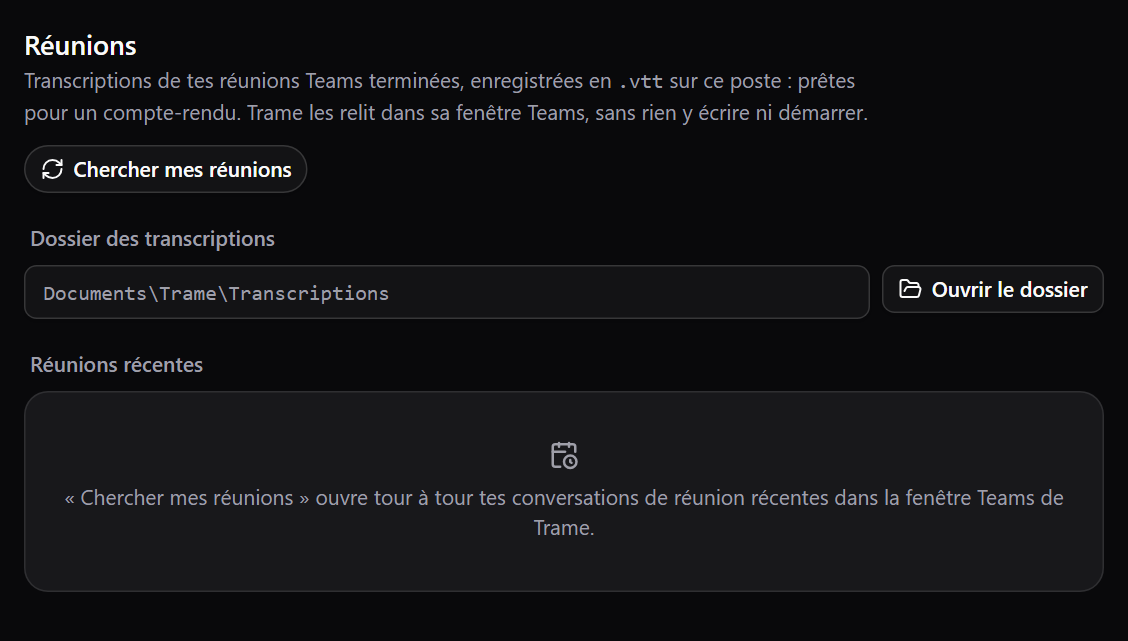 Réunions
Transcriptions de tes réunions Teams terminées, enregistrées en .vtt sur ce poste : prêtes
pour un compte-rendu. Trame les relit dans sa fenêtre Teams, sans rien y écrire ni démarrer.
Chercher mes réunions
Dossier des transcriptions
Documents\Trame\Transcriptions
Ouvrir le dossier
Réunions récentes
« Chercher mes réunions » ouvre tour à tour tes conversations de réunion récentes dans la fenêtre Teams de
Trame.